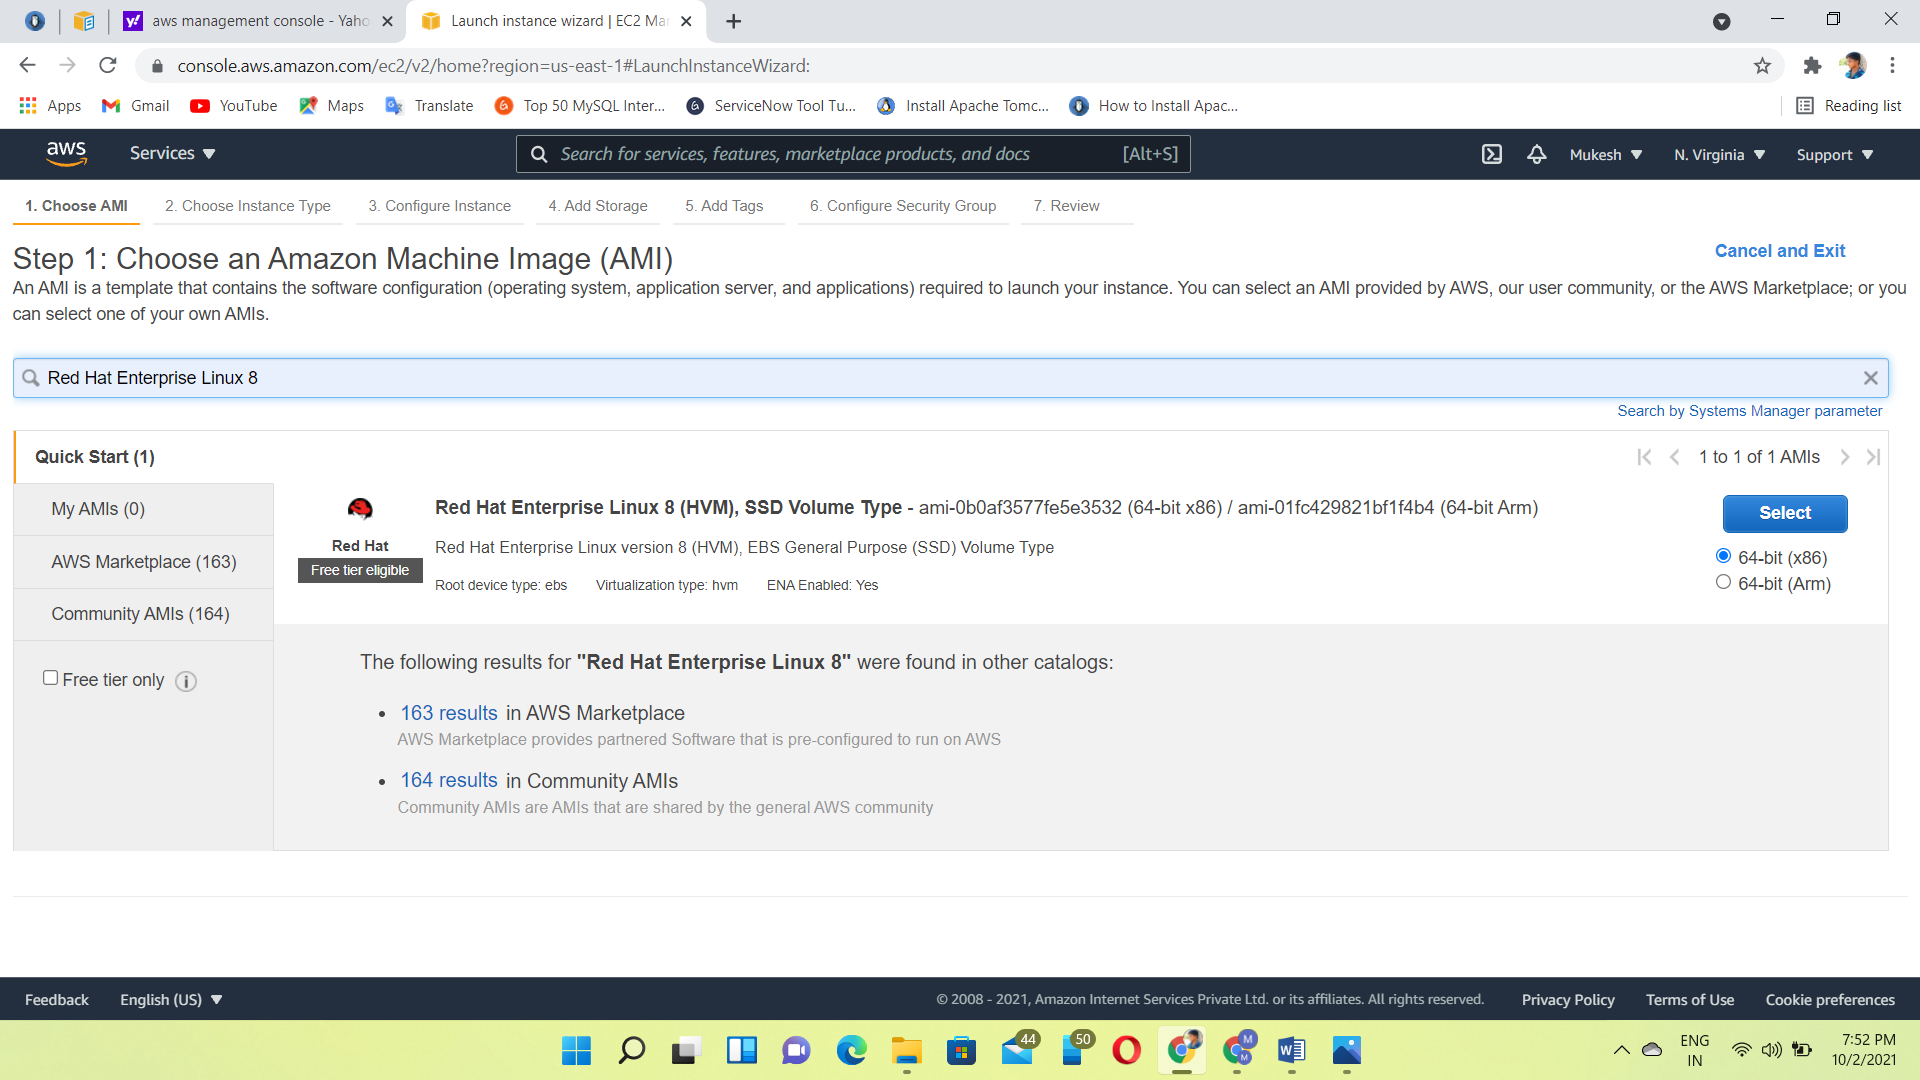 aws management console - Yaho
Launch instance wizard | EC2 Mar
console.aws.amazon.com/ec2/v2/home?region=us-east-1#LaunchInstanceWizard:
Apps Gmail YouTube Maps Translate Top 50 MySQL Inter... ServiceNow Tool Tu... Install Apache Tomc... How to Install Apac... Reading list
aws Services Search for services, features, marketplace products, and docs [Alt+S] Mukesh N. Virginia Support
1. Choose AMI 2. Choose Instance Type 3. Configure Instance 4. Add Storage 5. Add Tags 6. Configure Security Group 7. Review
Step 1: Choose an Amazon Machine Image (AMI)
Cancel and Exit
An AMI is a template that contains the software configuration (operating system, application server, and applications) required to launch your instance. You can select an AMI provided by AWS, our user community, or the AWS Marketplace; or you
can select one of your own AMIs.
Red Hat Enterprise Linux 8
Search by Systems Manager parameter
Quick Start (1)
1 to 1 of 1 AMIs
My AMIs (0)
AWS Marketplace (163)
Community AMIs (164)
Free tier only
Red Hat
Free tier eligible
Red Hat Enterprise Linux 8 (HVM), SSD Volume Type - ami-0b0af3577fe5e3532 (64-bit x86) / ami-01fc429821bf1f4b4 (64-bit Arm)
Red Hat Enterprise Linux version 8 (HVM), EBS General Purpose (SSD) Volume Type
Root device type: ebs Virtualization type: hvm ENA Enabled: Yes
Select
64-bit (x86)
64-bit (Arm)
The following results for "Red Hat Enterprise Linux 8" were found in other catalogs:
• 163 results in AWS Marketplace
AWS Marketplace provides partnered Software that is pre-configured to run on AWS
• 164 results in Community AMIs
Community AMIs are AMIs that are shared by the general AWS community
Feedback English (US) © 2008 - 2021, Amazon Internet Services Private Ltd. or its affiliates. All rights reserved. Privacy Policy Terms of Use Cookie preferences
44
50
M
M
ENG
IN
7:52 PM
10/2/2021